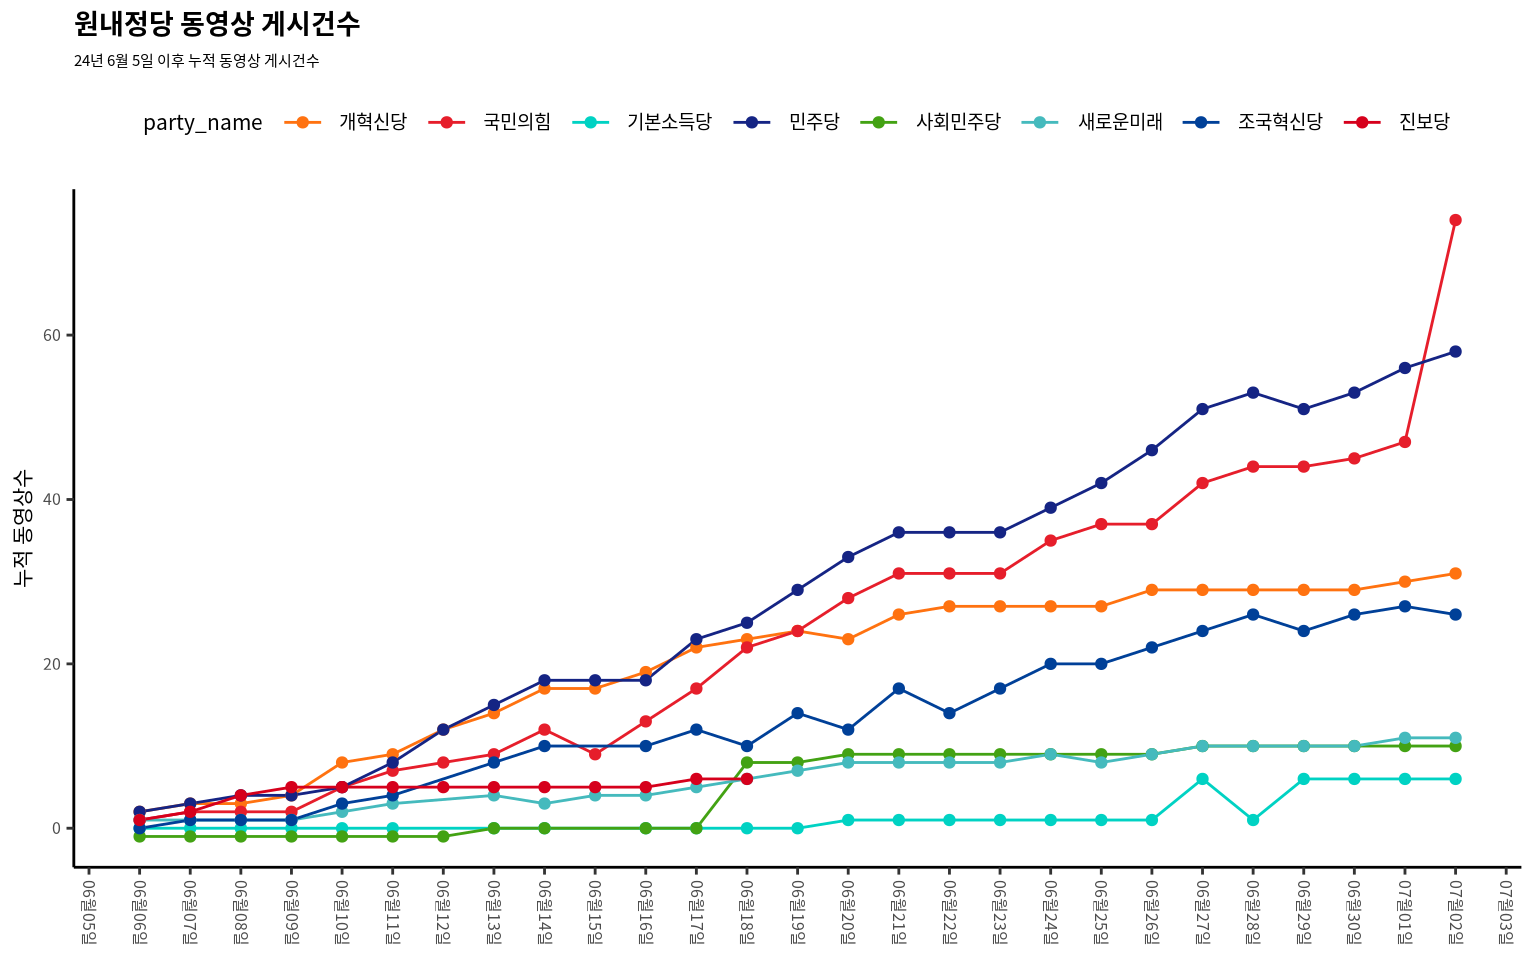 원내정당 동영상 게시건수
24년 6월 5일 이후 누적 동영상 게시건수
party_name 개혁신당 국민의힘 기본소득당 민주당 사회민주당 새로운미래 조국혁신당 진보당
누적 동영상수
60
40
20
0
06월05일
06월06일
06월07일
06월08일
06월09일
06월10일
06월11일
06월12일
06월13일
06월14일
06월15일
06월16일
06월17일
06월18일
06월19일
06월20일
06월21일
06월22일
06월23일
06월24일
06월25일
06월26일
06월27일
06월28일
06월29일
06월30일
07월01일
07월02일
07월03일